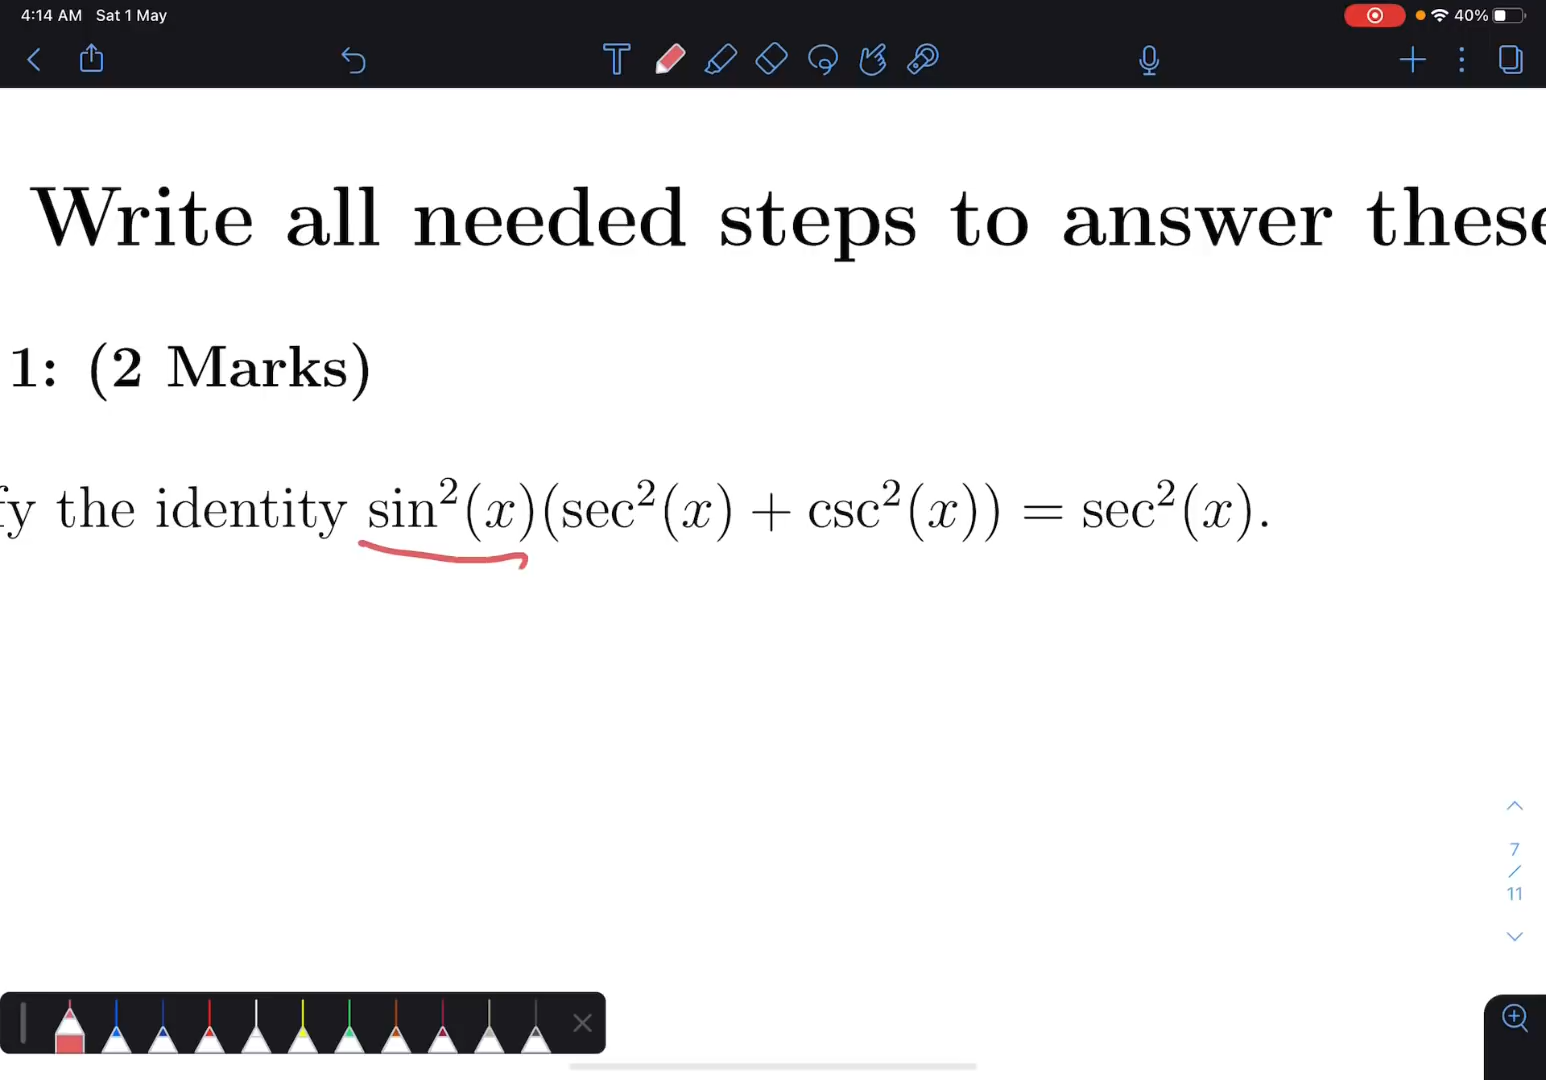 4:14 AM Sat 1 May
40%
Write all needed steps to answer these
1: (2 Marks)
fy the identity sin²(x)(sec²(x) + csc²(x)) = sec²(x).
7
/
11